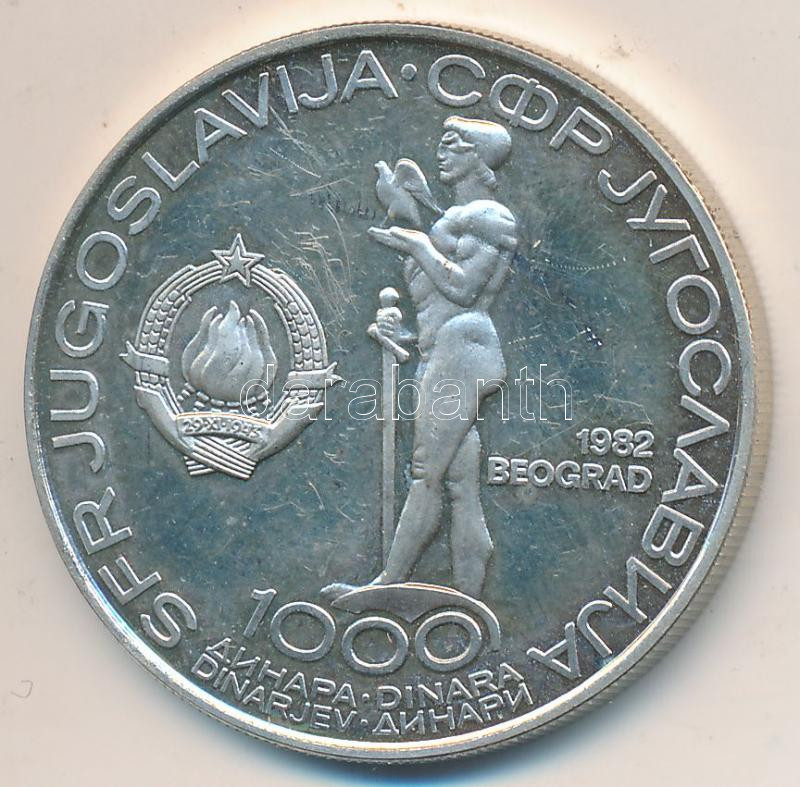 SFR JUGOSLAVIJA · СФР ЈУГОСЛАВИЈА
29·XI·1943
1982
BEOGRAD
1000
ДИНАРА · DINARA
DINARJEV · ДИНАРИ
darabanth